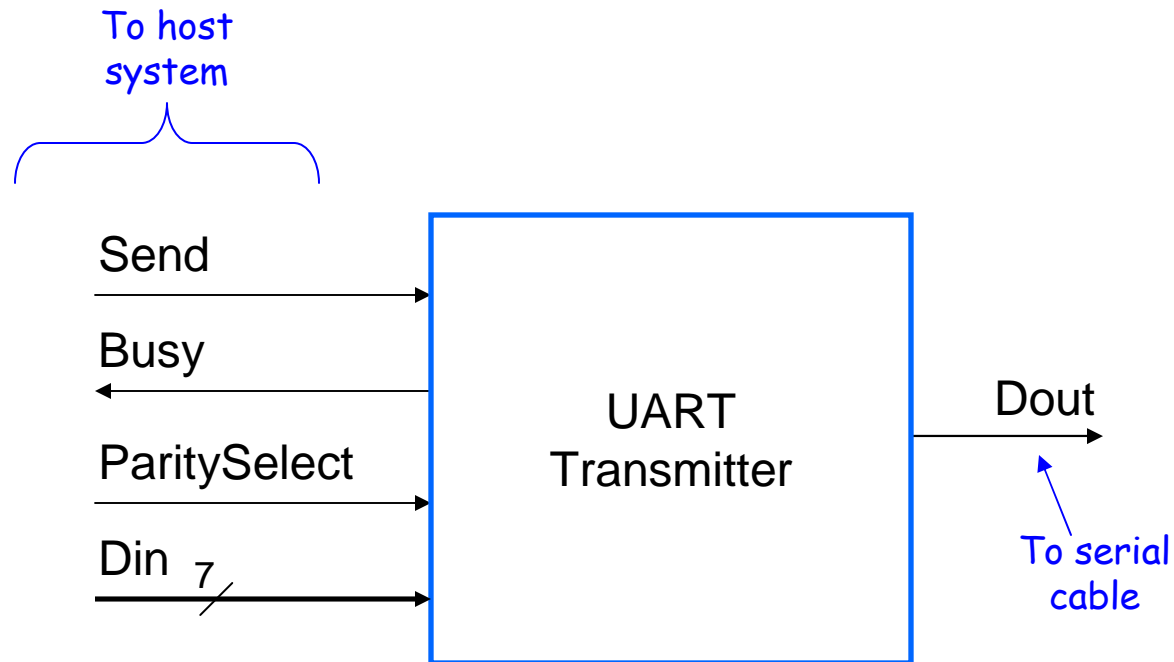 To host
system
Send
Busy
ParitySelect
Din 7
UART
Transmitter
Dout
To serial
cable